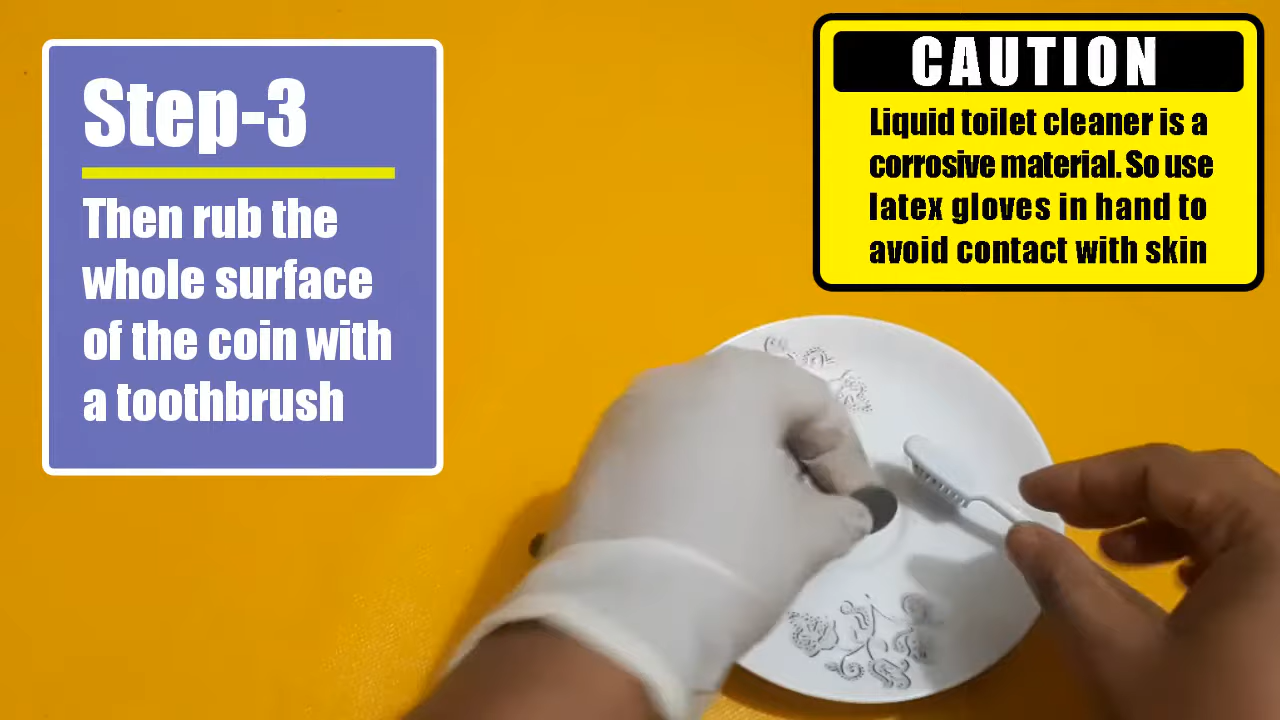 Step-3
Then rub the
whole surface
of the coin with
a toothbrush
CAUTION
Liquid toilet cleaner is a
corrosive material. So use
latex gloves in hand to
avoid contact with skin